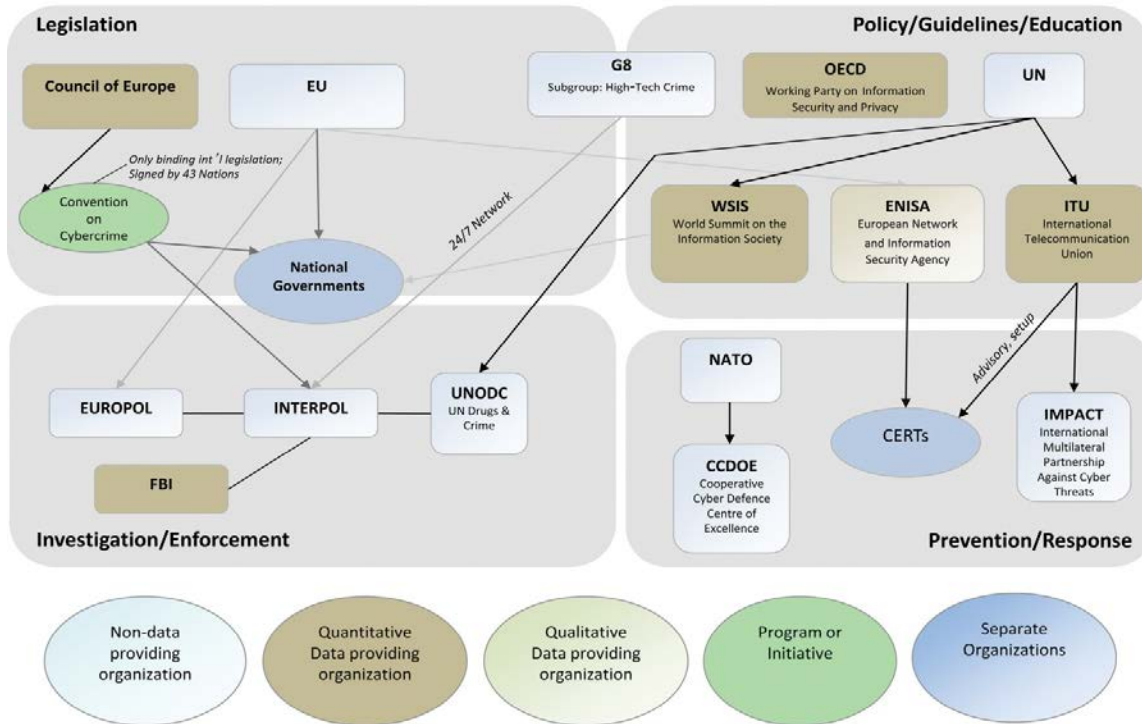 Legislation
Council of Europe
EU
G8
Subgroup: High-Tech Crime
Only binding int'l legislation;
Signed by 43 Nations
Convention
on
Cybercrime
National
Governments
24/7 Network
Policy/Guidelines/Education
OECD
Working Party on Information
Security and Privacy
UN
WSIS
World Summit on the
Information Society
ENISA
European Network
and Information
Security Agency
ITU
International
Telecommunication
Union
EUROPOL
INTERPOL
UNODC
UN Drugs &
Crime
FBI
Investigation/Enforcement
NATO
CCDOE
Cooperative
Cyber Defence
Centre of
Excellence
Advisory, setup
CERTs
IMPACT
International
Multilateral
Partnership
Against Cyber
Threats
Prevention/Response
Non-data
providing
organization
Quantitative
Data providing
organization
Qualitative
Data providing
organization
Program or
Initiative
Separate
Organizations